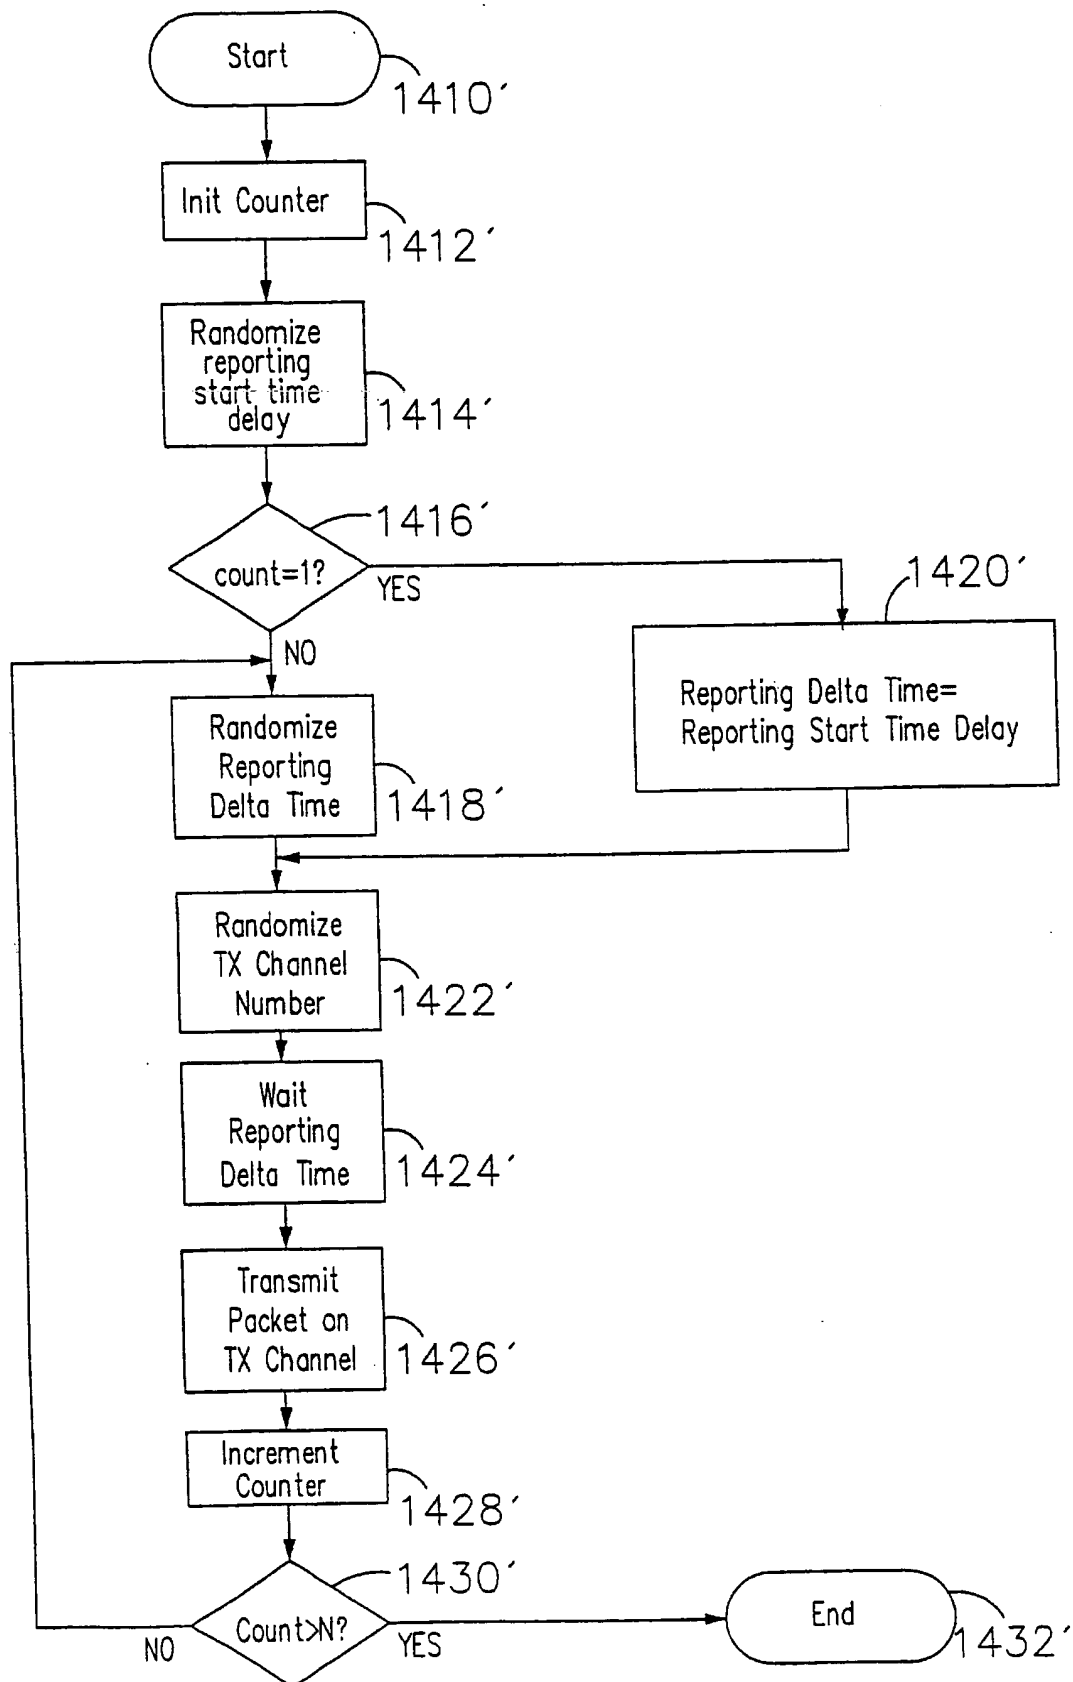 Start
1410´
Init Counter
1412´
Randomize
reporting
start time
delay
1414´
1416´
count=1?
YES
1420´
NO
Reporting Delta Time=
Reporting Start Time Delay
Randomize
Reporting
Delta Time
1418´
Randomize
TX Channel
Number
1422´
Wait
Reporting
Delta Time
1424´
Transmit
Packet on
TX Channel
1426´
Increment
Counter
1428´
1430´
Count>N?
NO
YES
End
1432´